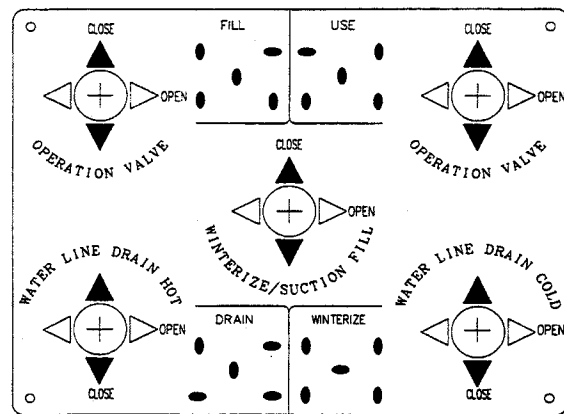 CLOSE
FILL
USE
CLOSE
OPEN
OPEN
OPERATION VALVE
CLOSE
OPERATION VALVE
OPEN
WINTERIZE/SUCTION FILL
WATER LINE DRAIN HOT
WATER LINE DRAIN COLD
DRAIN
WINTERIZE
OPEN
OPEN
CLOSE
CLOSE